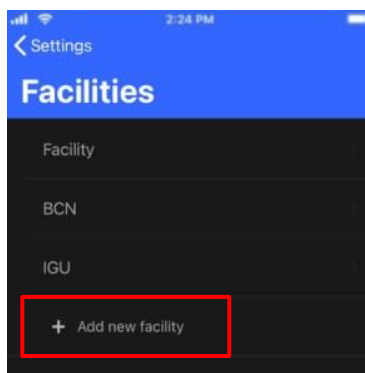 2:24 PM
Settings
Facilities
Facility
BCN
IGU
+ Add new facility